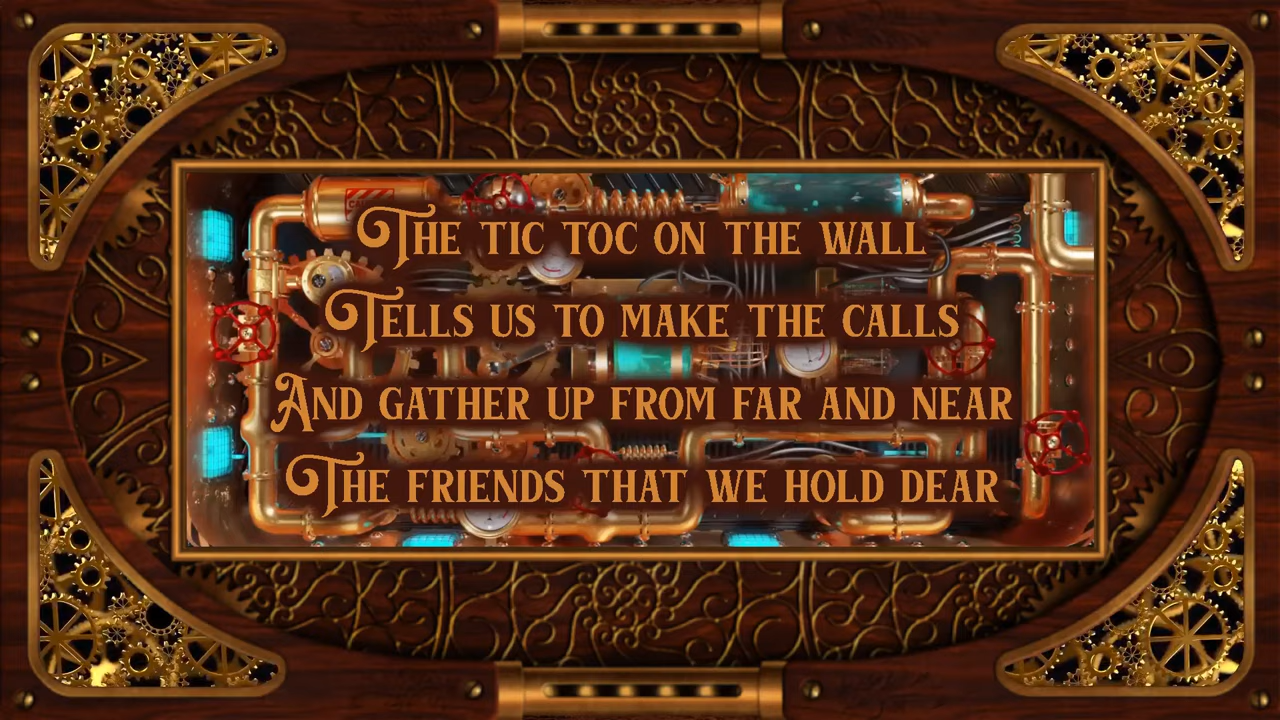 The tic toc on the wall
Tells us to make the calls
And gather up from far and near
The friends that we hold dear